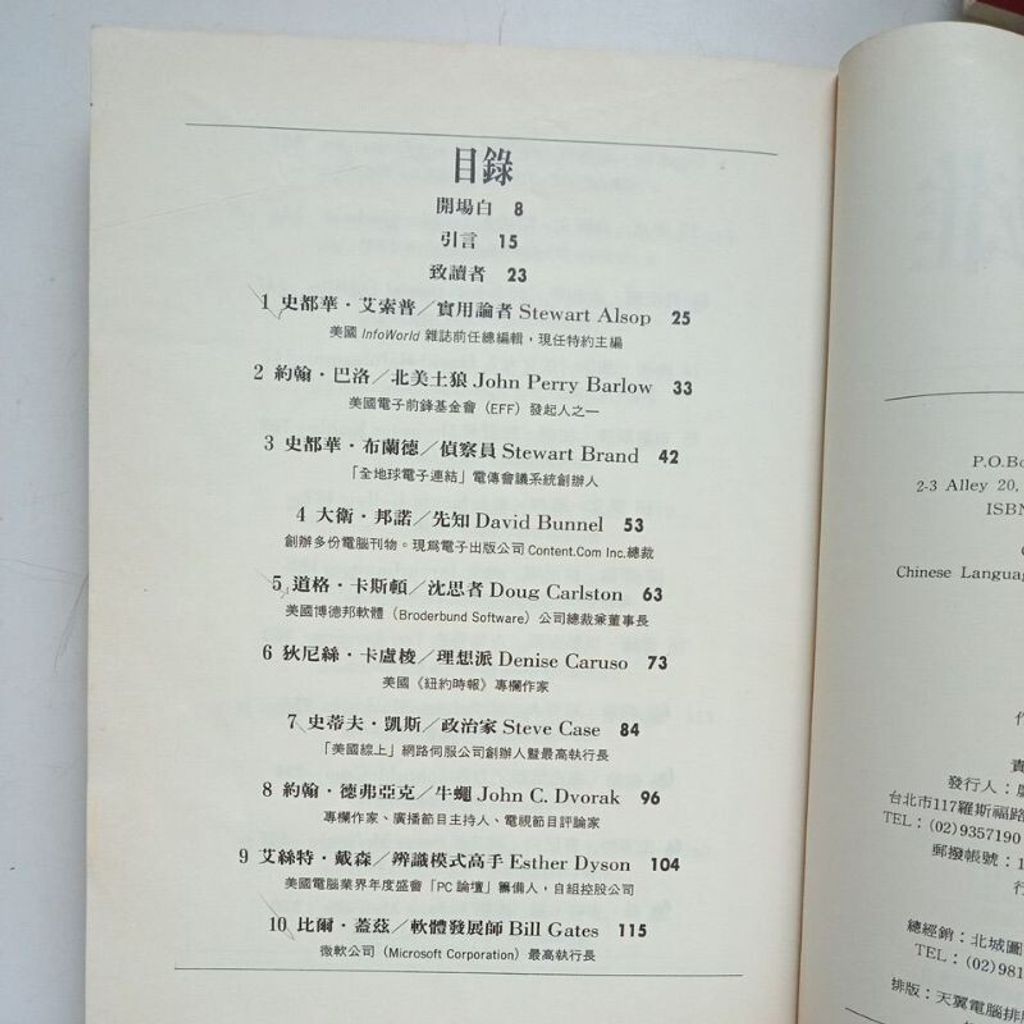 目錄
開場白 8
引言 15
致讀者 23
1 史都華・艾索普／實用論者 Stewart Alsop 25
美國 InfoWorld 雜誌前任總編輯，現任特約主編
2 約翰・巴洛／北美土狼 John Perry Barlow 33
美國電子前鋒基金會（EFF）發起人之一
3 史都華・布蘭德／偵察員 Stewart Brand 42
「全地球電子連結」電傳會議系統創辦人
4 大衛・邦諾／先知 David Bunnel 53
創辦多份電腦刊物。現爲電子出版公司 Content.Com Inc.總裁
5 道格・卡斯頓／沈思者 Doug Carlston 63
美國博德邦軟體（Broderbund Software）公司總裁兼董事長
6 狄尼絲・卡盧梭／理想派 Denise Caruso 73
美國《紐約時報》專欄作家
7 史蒂夫・凱斯／政治家 Steve Case 84
「美國線上」網路伺服公司創辦人暨最高執行長
8 約翰・德弗亞克／牛蠅 John C. Dvorak 96
專欄作家、廣播節目主持人、電視節目評論家
9 艾絲特・戴森／辨識模式高手 Esther Dyson 104
美國電腦業界年度盛會「PC 論壇」籌備人，自組控股公司
10 比爾・蓋茲／軟體發展師 Bill Gates 115
微軟公司（Microsoft Corporation）最高執行長
P.O.Bo
2-3 Alley 20,
ISBN
Chinese Languag
發行人：
台北市117羅斯福路
TEL：(02)9357190
郵撥帳號：1
總經銷：北城圖
TEL：(02)981
排版：天翼電腦排